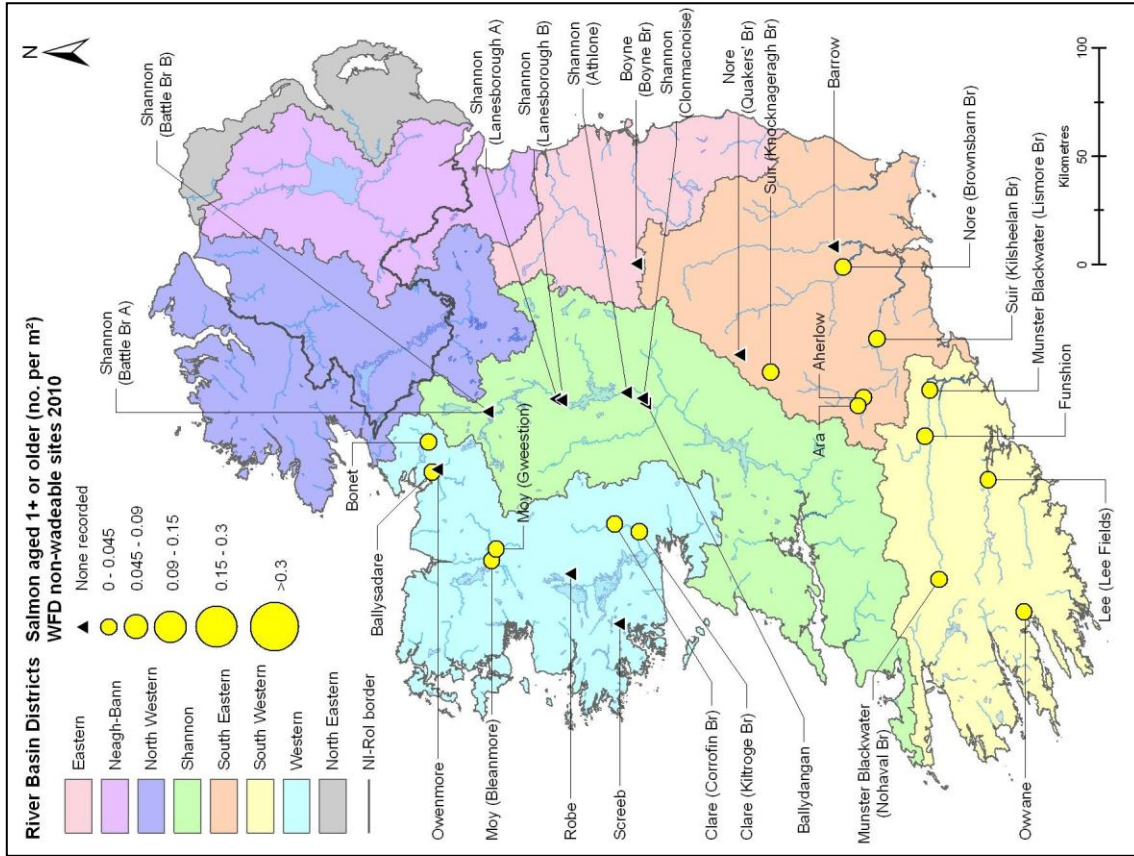 River Basin Districts
Eastern
Neagh-Bann
North Western
Shannon
South Eastern
South Western
Western
North Eastern
NI-RoI border
Salmon aged 1+ or older (no. per m²)
WFD non-wadeable sites 2010
None recorded
0 - 0.045
0.045 - 0.09
0.09 - 0.15
0.15 - 0.3
>0.3
N
Shannon
(Battle Br A)
Shannon
(Battle Br B)
Bonet
Ballysadare
Owenmore
Moy (Gweestion)
Moy
(Bleanmore)
Robe
Screeb
Clare (Corrofin Br)
Clare (Kiltroge Br)
Ballydangan
Munster Blackwater
(Nohaval Br)
Owvane
Shannon
(Lanesborough A)
Shannon
(Lanesborough B)
Shannon
(Athlone)
Boyne
(Boyne Br)
Shannon
(Clonmacnoise)
Nore
(Quakers' Br)
Suir (Knocknageragh Br)
Barrow
Aherlow
Ara
Nore (Brownsbarn Br)
Suir (Kilsheelan Br)
Munster Blackwater (Lismore Br)
Funshion
Lee (Lee Fields)
0
50
100
Kilometres